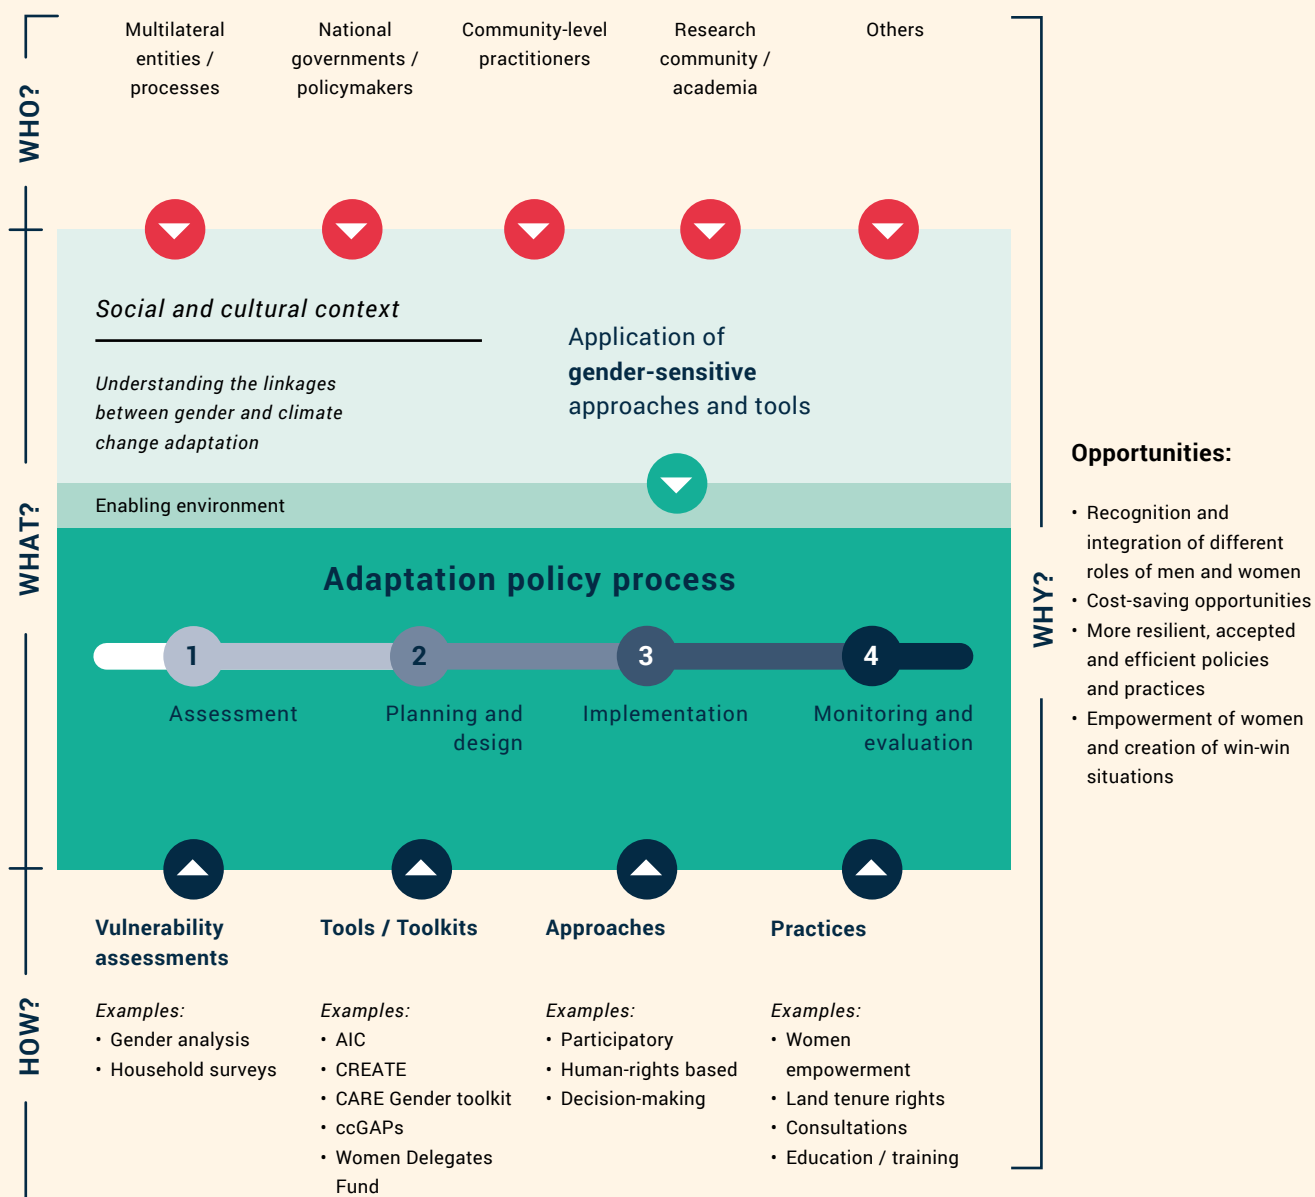 WHO?
Multilateral
entities /
processes
National
governments /
policymakers
Community-level
practitioners
Research
community /
academia
Others
WHAT?
Social and cultural context
Understanding the linkages
between gender and climate
change adaptation
Application of
gender-sensitive
approaches and tools
Enabling environment
Adaptation policy process
1
Assessment
2
Planning and
design
3
Implementation
4
Monitoring and
evaluation
HOW?
Vulnerability
assessments
Examples:
• Gender analysis
• Household surveys
Tools / Toolkits
Examples:
• AIC
• CREATE
• CARE Gender toolkit
• ccGAPs
• Women Delegates
Fund
Approaches
Examples:
• Participatory
• Human-rights based
• Decision-making
Practices
Examples:
• Women
empowerment
• Land tenure rights
• Consultations
• Education / training
WHY?
Opportunities:
• Recognition and
integration of different
roles of men and women
• Cost-saving opportunities
• More resilient, accepted
and efficient policies
and practices
• Empowerment of women
and creation of win-win
situations